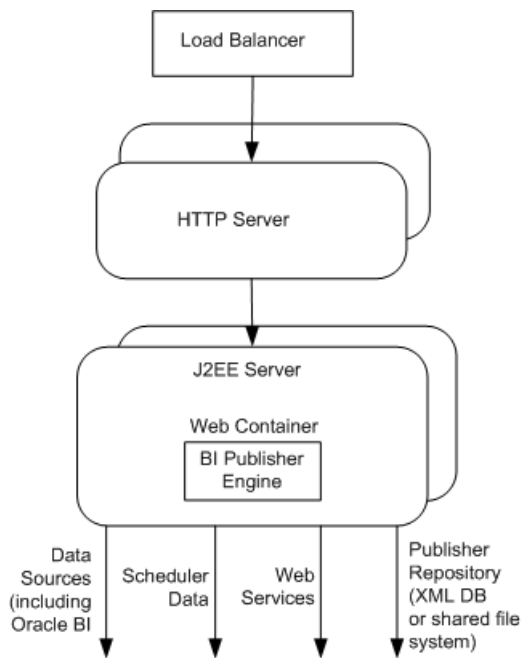 Load Balancer
HTTP Server
J2EE Server
Web Container
BI Publisher
Engine
Data
Sources
(including
Oracle BI
Scheduler
Data
Web
Services
Publisher
Repository
(XML DB
or shared file
system)